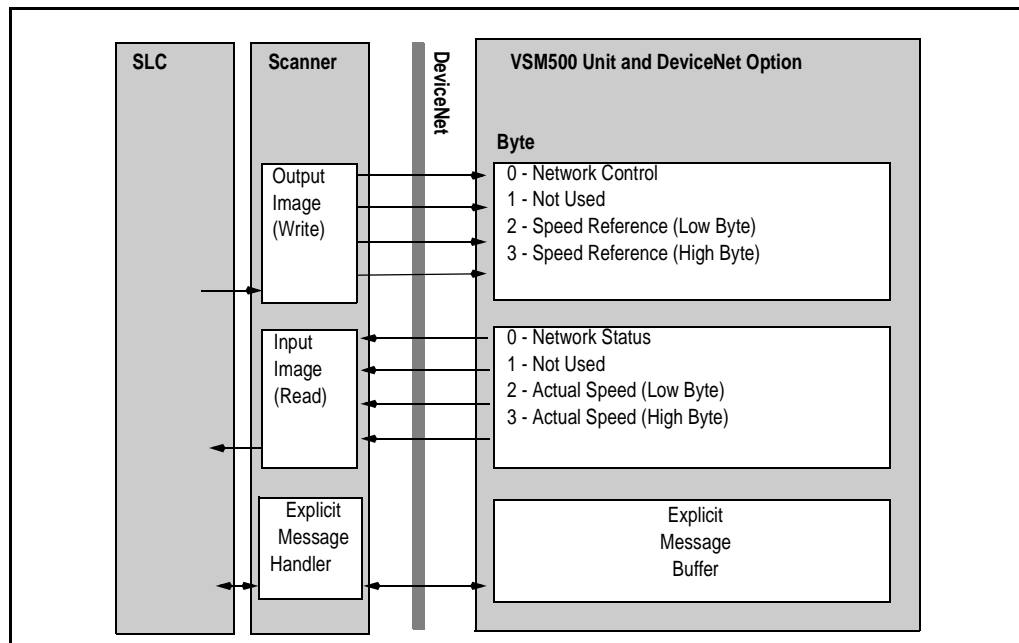 SLC
Scanner
DeviceNet
VSM500 Unit and DeviceNet Option
Byte
Output
Image
(Write)
0 - Network Control
1 - Not Used
2 - Speed Reference (Low Byte)
3 - Speed Reference (High Byte)
Input
Image
(Read)
0 - Network Status
1 - Not Used
2 - Actual Speed (Low Byte)
3 - Actual Speed (High Byte)
Explicit
Message
Handler
Explicit
Message
Buffer